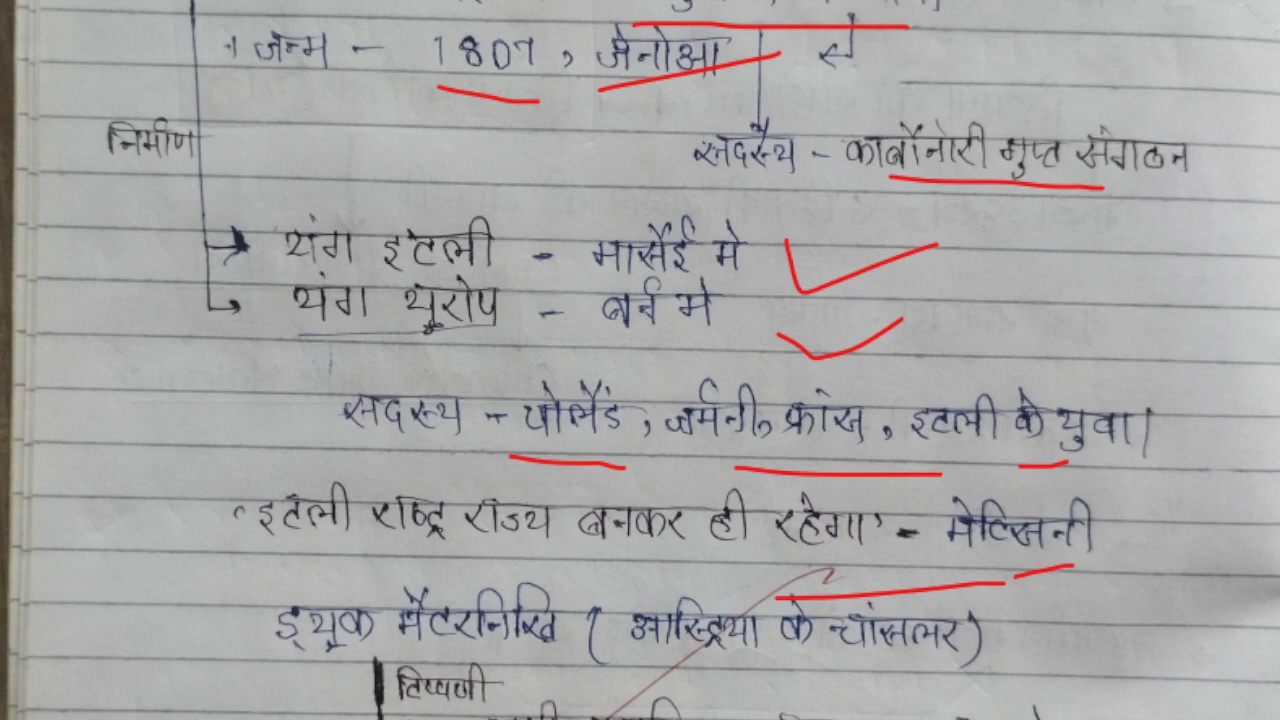 जन्म - 1807, जेनोआ से
निर्माण
सदस्य - कार्बोनोरी गुप्त संगठन
यंग इटली - मार्सेई मे
यंग यूरोप - बर्न मे
सदस्य - पोलैंड, जर्मनी, फ्रांस, इटली के युवा।
'इटली राष्ट्र राज्य बनकर ही रहेगा' - मेत्सिनी
ड्यूक मैटरनिखि ( आस्ट्रिया के चांसलर)
टिप्पणी